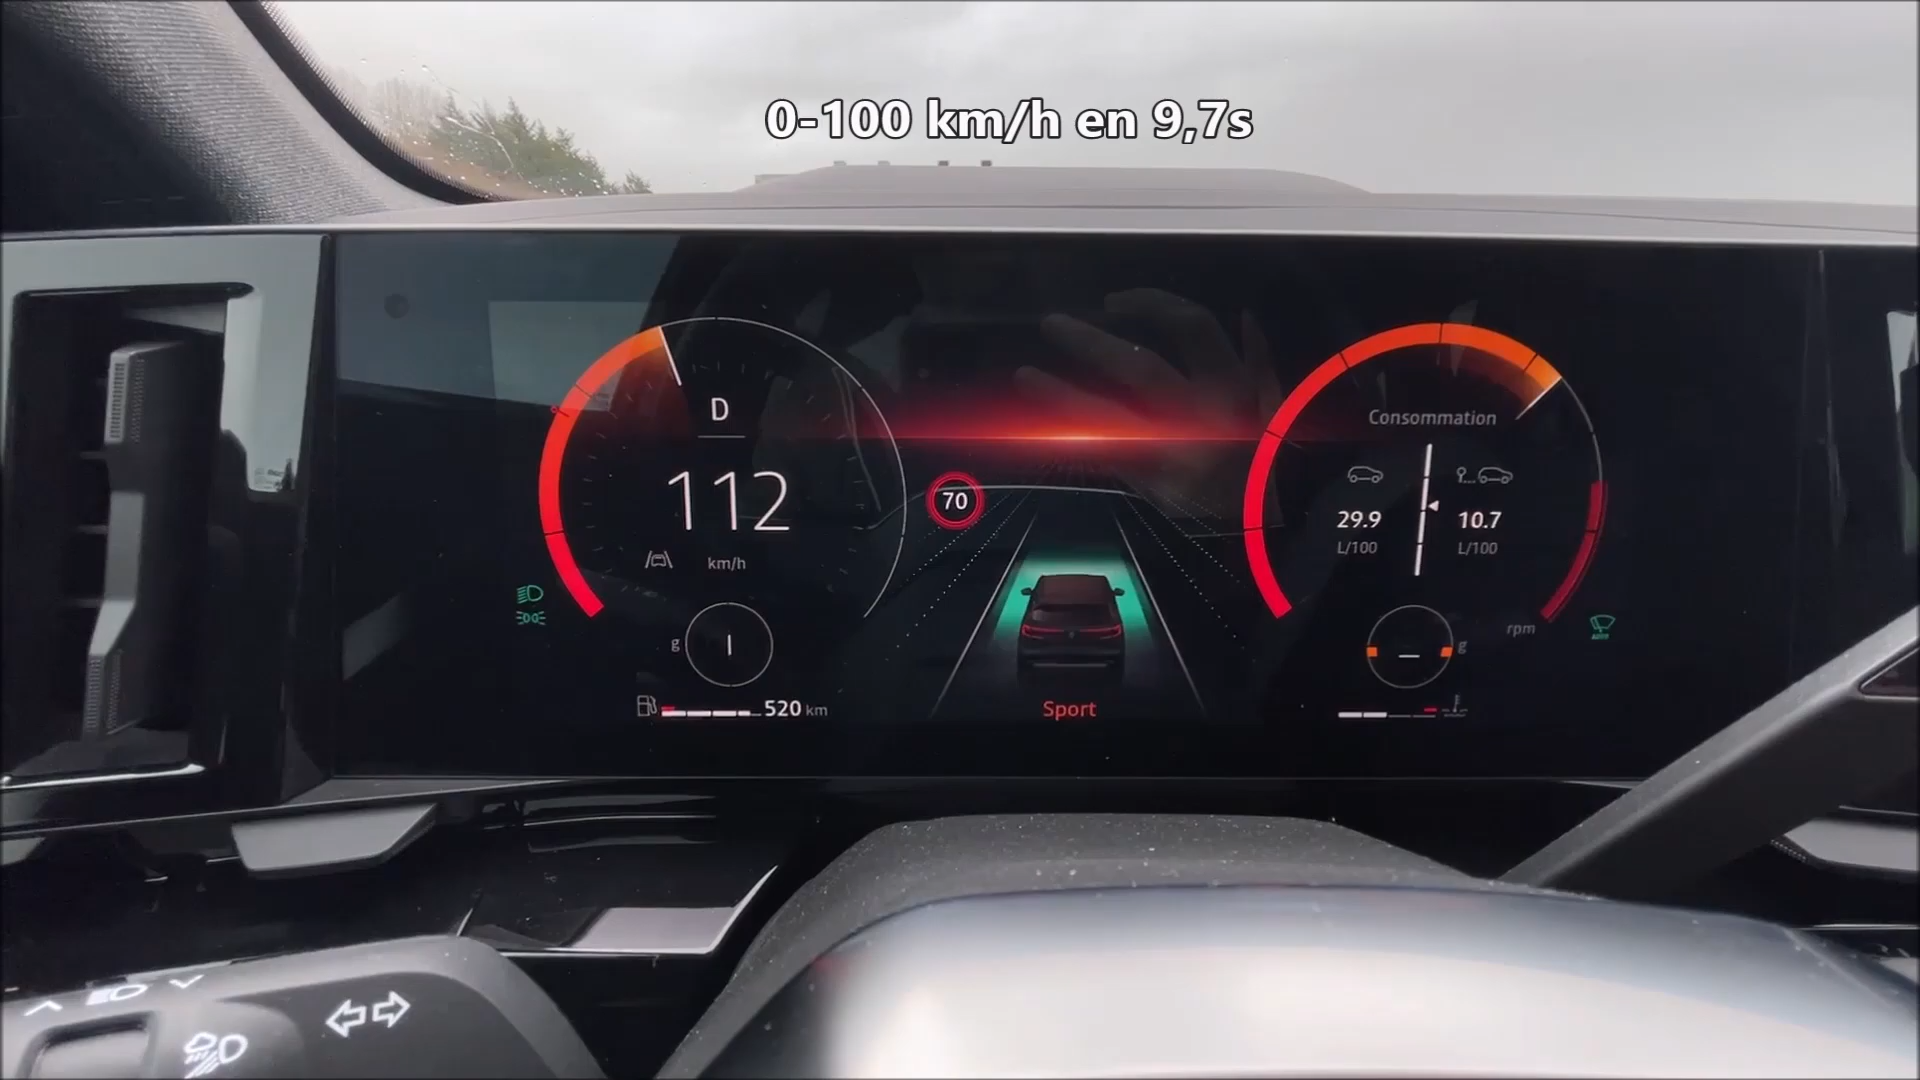 0-100 km/h en 9,7s
D
112
km/h
70
Consommation
29.9
L/100
10.7
L/100
g
520 km
Sport
rpm
g
AUTO